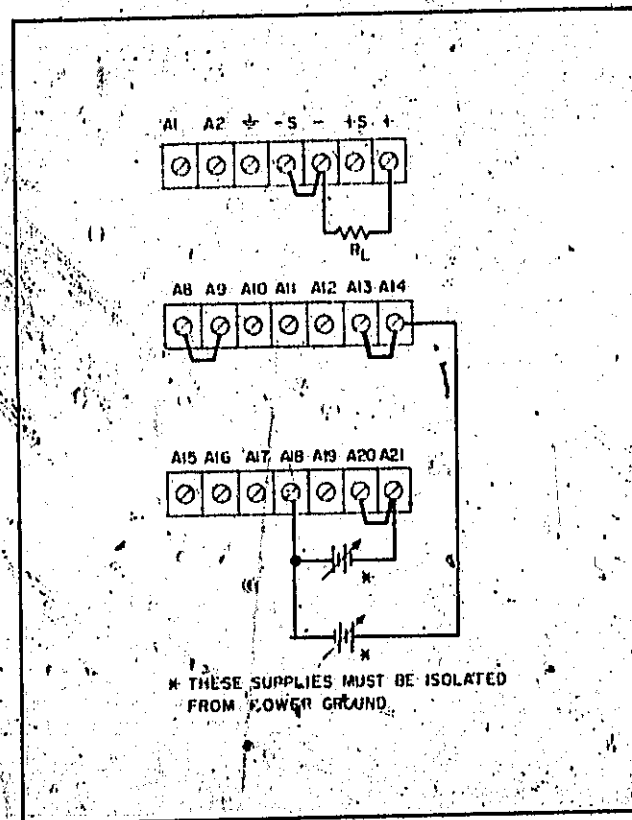 A1 A2 ⏚ -S - +S +
R_L
A8 A9 A10 A11 A12 A13 A14
A15 A16 A17 A18 A19 A20 A21
*
*
* THESE SUPPLIES MUST BE ISOLATED
FROM POWER GROUND